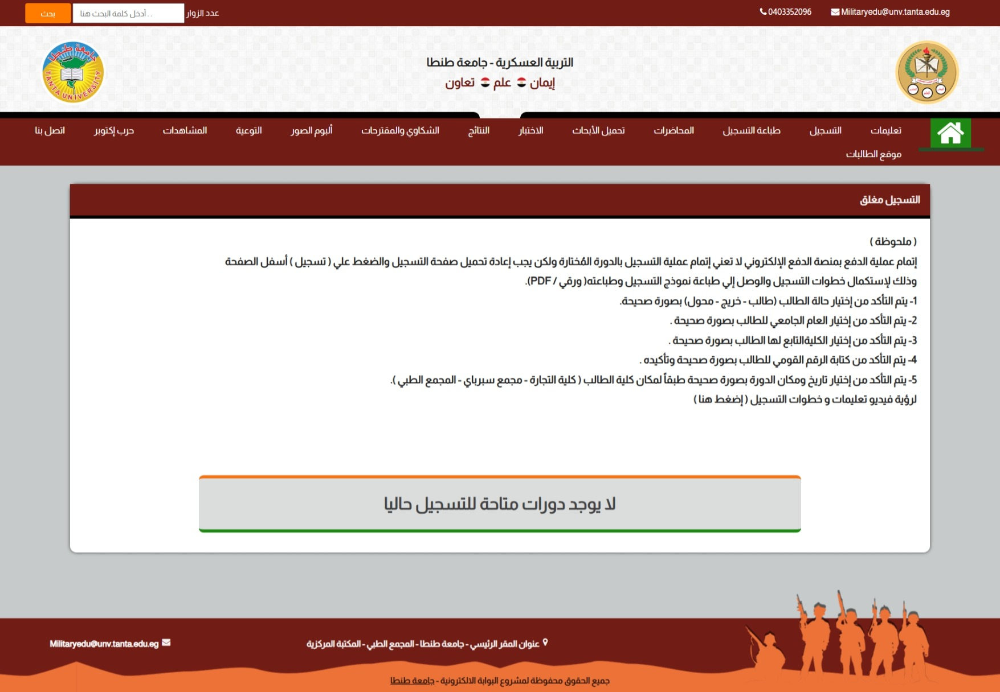 0403352096
Militaryedu@unv.tanta.edu.eg
عدد الزوار
أدخل كلمة البحث هنا . .
بحث
التربية العسكرية - جامعة طنطا
إيمان علم تعاون
جامعة طنطا
TANTA UNIVERSITY
تعليمات
التسجيل
طباعة التسجيل
المحاضرات
تحميل الأبحاث
الاختبار
النتائج
الشكاوي والمقترحات
ألبوم الصور
التوعية
المشاهدات
حرب إكتوبر
اتصل بنا
موقع الطالبات
التسجيل مغلق
( ملحوظة )
إتمام عملية الدفع بمنصة الدفع الإلكتروني لا تعني إتمام عملية التسجيل بالدورة المُختارة ولكن يجب إعادة تحميل صفحة التسجيل والضغط علي ( تسجيل ) أسفل الصفحة
وذلك لإستكمال خطوات التسجيل والوصل إلي طباعة نموذج التسجيل وطباعته( ورقي / PDF).
1- يتم التأكد من إختيار حالة الطالب (طالب - خريج - محول) بصورة صحيحة.
2- يتم التأكد من إختيار العام الجامعي للطالب بصورة صحيحة .
3- يتم التأكد من إختيار الكليةالتابع لها الطالب بصورة صحيحة .
4- يتم التأكد من كتابة الرقم القومي للطالب بصورة صحيحة وتأكيده .
5- يتم التأكد من إختيار تاريخ ومكان الدورة بصورة صحيحة طبقاً لمكان كلية الطالب ( كلية التجارة - مجمع سبرباي - المجمع الطبي ).
لرؤية فيديو تعليمات و خطوات التسجيل ( إضغط هنا )
لا يوجد دورات متاحة للتسجيل حاليا
عنوان المقر الرئيسي - جامعة طنطا - المجمع الطبي - المكتبة المركزية
Militaryedu@unv.tanta.edu.eg
جميع الحقوق محفوظة لمشروع البوابة الالكترونية - جامعة طنطا